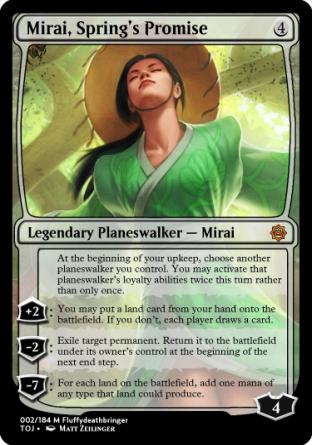 Mirai, Spring's Promise 4
Legendary Planeswalker — Mirai
At the beginning of your upkeep, choose another
planeswalker you control. You may activate that
planeswalker's loyalty abilities twice this turn rather
than only once.
+2: You may put a land card from your hand onto the
battlefield. If you don't, each player draws a card.
-2: Exile target permanent. Return it to the battlefield
under its owner's control at the beginning of the
next end step.
-7: For each land on the battlefield, add one mana of
any type that land could produce.
4
002/184 M Fluffydeathbringer
TOJ • Matt Zeilinger